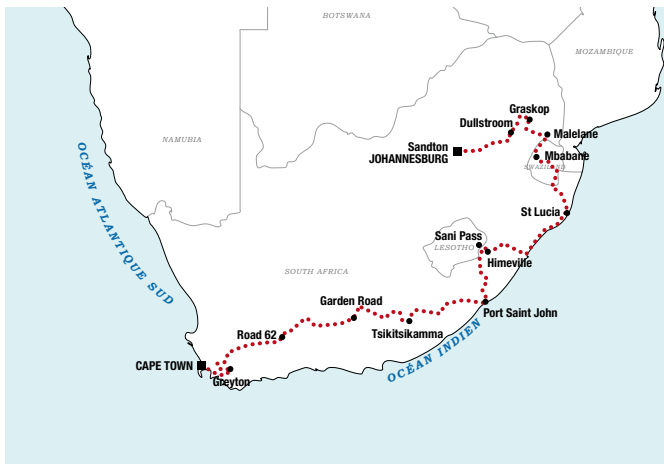 BOTSWANA
MOZAMBIQUE
Graskop
Dullstroom
Malelane
NAMUBIA
Sandton
JOHANNESBURG
Mbabane
SWAZILAND
OCÉAN ATLANTIQUE SUD
St Lucia
Sani Pass
LESOTHO
Himeville
SOUTH AFRICA
Garden Road
Port Saint John
Road 62
Tsikitsikamma
OCÉAN INDIEN
CAPE TOWN
Greyton